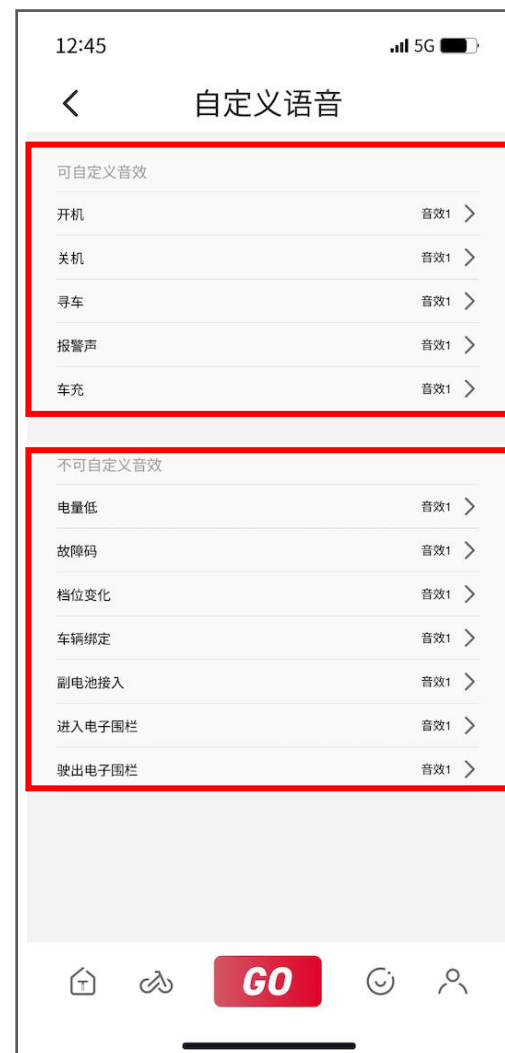 12:45 5G
自定义语音
可自定义音效
开机 音效1
关机 音效1
寻车 音效1
报警声 音效1
车充 音效1
不可自定义音效
电量低 音效1
故障码 音效1
档位变化 音效1
车辆绑定 音效1
副电池接入 音效1
进入电子围栏 音效1
驶出电子围栏 音效1
GO